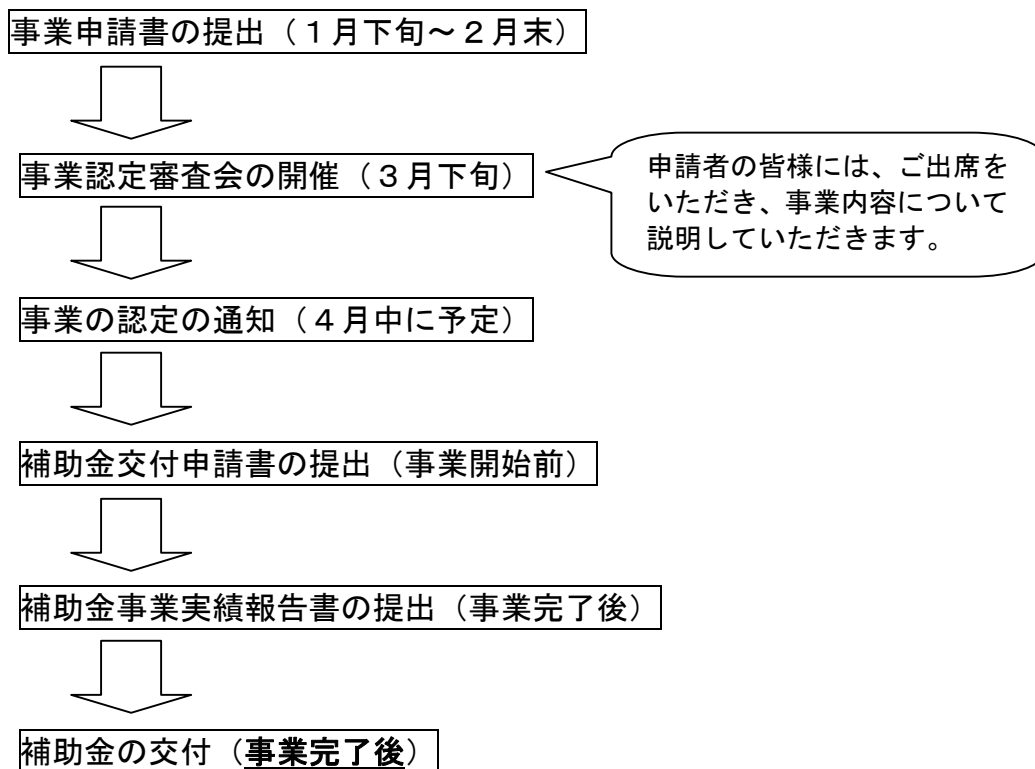 事業申請書の提出（１月下旬～２月末）
事業認定審査会の開催（３月下旬）
申請者の皆様には、ご出席を
いただき、事業内容について
説明していただきます。
事業の認定の通知（４月中に予定）
補助金交付申請書の提出（事業開始前）
補助金事業実績報告書の提出（事業完了後）
補助金の交付（事業完了後）